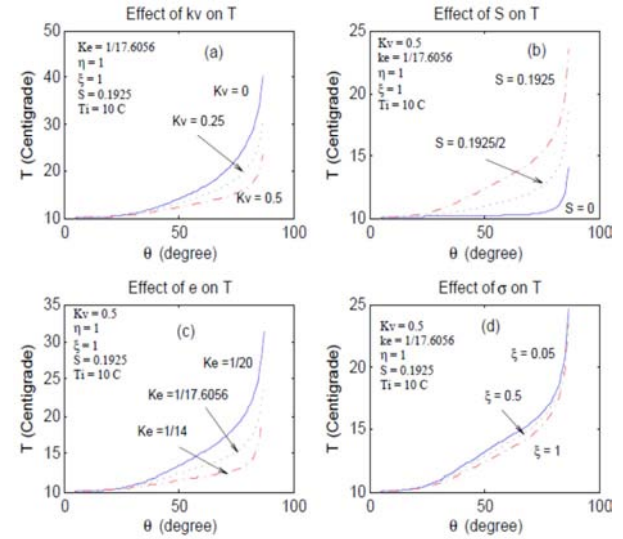 Effect of kv on T
50
40
30
20
10
T (Centigrade)
(a)
Ke = 1/17.6056
η = 1
ξ = 1
S = 0.1925
Ti = 10 C
Kv = 0
Kv = 0.25
Kv = 0.5
0
50
100
θ (degree)
Effect of S on T
25
20
15
10
T (Centigrade)
(b)
Kv = 0.5
ke = 1/17.6056
η = 1
ξ = 1
Ti = 10 C
S = 0.1925
S = 0.1925/2
S = 0
0
50
100
θ (degree)
Effect of e on T
35
30
25
20
15
10
T (Centigrade)
(c)
Kv = 0.5
η = 1
ξ = 1
S = 0.1925
Ti = 10 C
Ke = 1/20
Ke =1/17.6056
Ke =1/14
0
50
100
θ (degree)
Effect of σ on T
25
20
15
10
T (Centigrade)
(d)
Kv = 0.5
ke = 1/17.6056
η = 1
S = 0.1925
Ti = 10 C
ξ = 0.05
ξ = 0.5
ξ = 1
0
50
100
θ (degree)